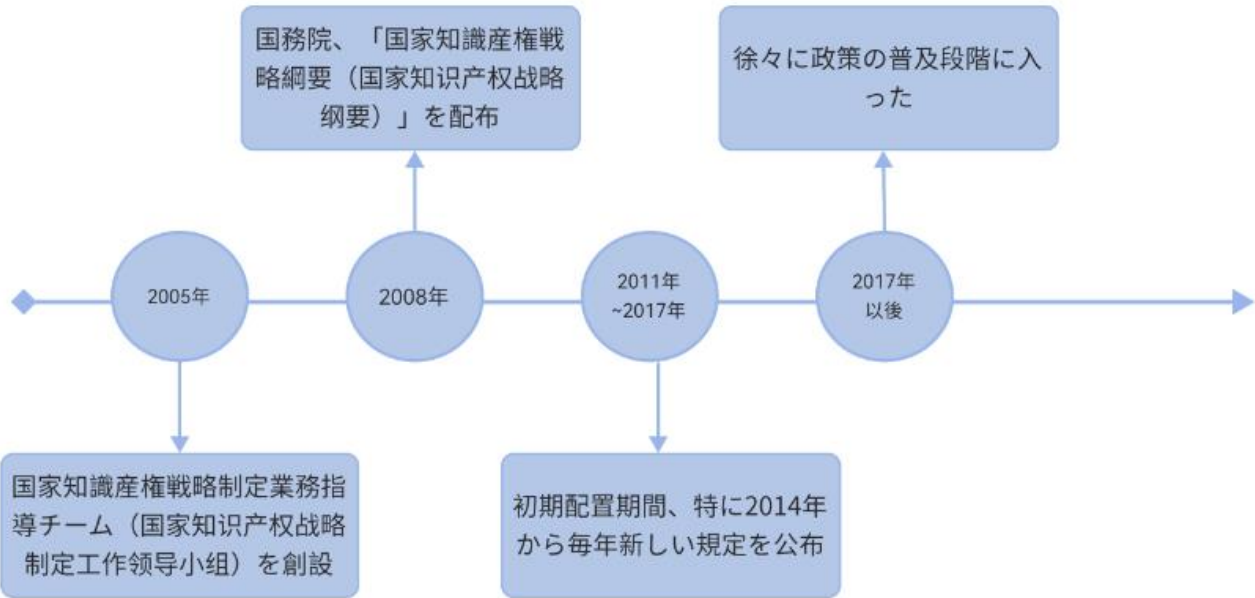 国務院、「国家知識産権戦
略綱要（国家知识产权战略
纲要）」を配布
徐々に政策の普及段階に入
った
2005年
2008年
2011年
~2017年
2017年
以後
国家知識産権戦略制定業務指
導チーム（国家知识产权战略
制定工作领导小组）を創設
初期配置期間、特に2014年
から毎年新しい規定を公布